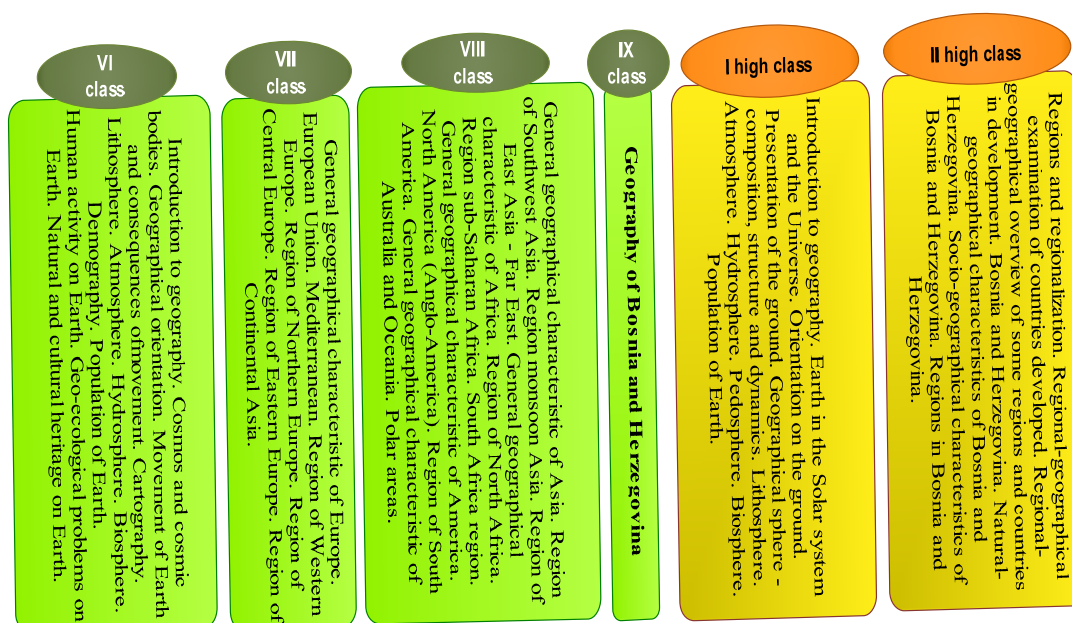 VI
class
Introduction to geography. Cosmes and cosmic
bodies. Geographical orientation. Movement of Earth
and consequences ofmovement. Cartography.
Lithosphere. Atmosphere. Hydrosphere. Biosphere.
Demography. Population of Earth.
Human activity on Earth. Geo-ecological problems on
Earth. Natural and cultural heritage on Earth.
VII
class
General geographical characteristic of Europe.
European Union. Mediterranean. Region of Western
Europe. Region of Northern Europe. Region of
Central Europe. Region of Eastern Europe. Region of
Continental Asia.
VIII
class
General geographical characteristic of Asia. Region
of Southwest Asia. Region monsoon Asia. Region of
East Asia - Far East. General geographical
characteristic of Africa. Region of North Africa.
Region sub-Saharan Africa. South Africa region.
General geographical characteristic of America.
North America (Anglo-America). Region of South
America. General geographical characteristic of
Australia and Oceania. Polar areas.
IX
class
Geography of Bosnia and Herzegovina
I high class
Introduction to geography. Earth in the Solar system
and the Universe. Orientation on the ground.
Presentation of the ground. Geographical sphere -
composition, structure and dynamics. Lithosphere.
Atmosphere. Hydrosphere. Pedosphere. Biosphere.
Population of Earth.
II high class
Regions and regionalization. Regional-geographical
examination of countries developed. Regional-
geographical overview of some regions and countries
in development. Bosnia and Herzegovina. Natural-
geographical characteristics of Bosnia and
Herzegovina. Socio-geographical characteristics of
Bosnia and Herzegovina. Regions in Bosnia and
Herzegovina.